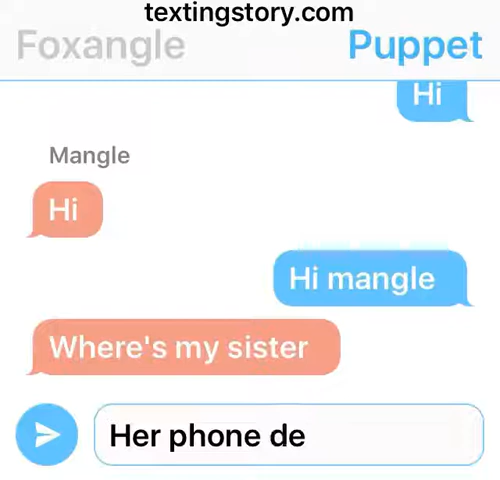 textingstory.com
Foxangle Puppet
Hi
Mangle
Hi
Hi mangle
Where's my sister
Her phone de